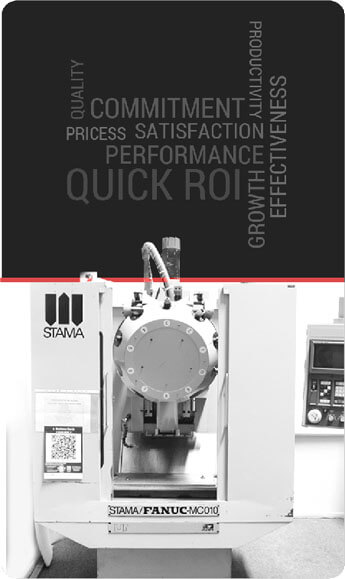 QUALITY
PRODUCTIVITY
COMMITMENT
PRICESS SATISFACTION
PERFORMANCE
QUICK ROI
GROWTH
EFFECTIVENESS
STAMA
STAMA/FANUC-MC010